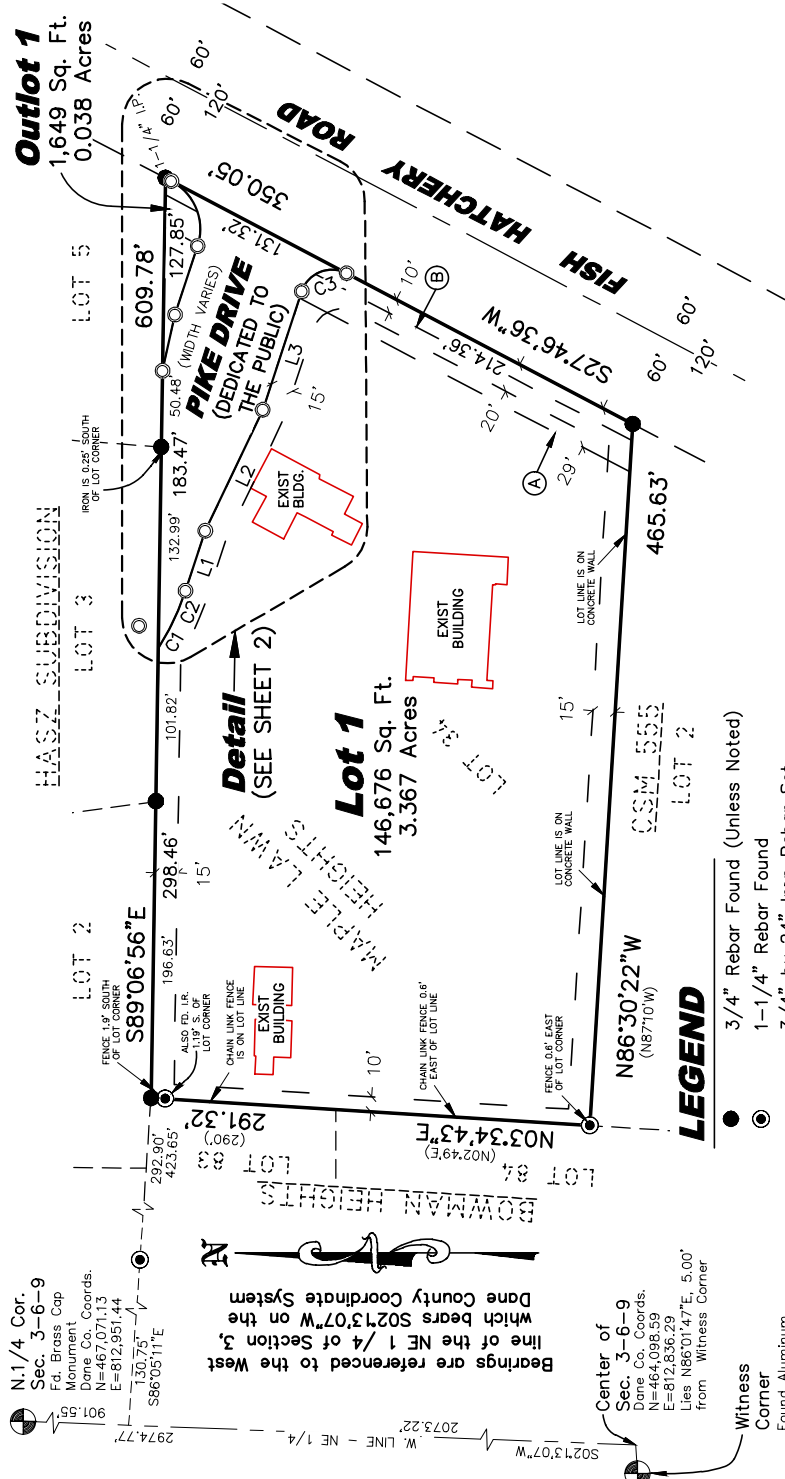 Outlot 1
1,649 Sq. Ft.
0.038 Acres
1-1/4" I.P.
60'
60'
120'
FISH HATCHERY ROAD
350.05'
131.32'
S27°46'36"W
214.36'
10'
B
20'
A
29'
60'
120'
60'
LOT 5
609.78'
127.85'
PIKE DRIVE
(WIDTH VARIES)
(DEDICATED TO
THE PUBLIC)
50.48'
183.47'
132.99'
IRON IS 0.25' SOUTH
OF LOT CORNER
C3
L3
15'
L2
L1
C2
C1
EXIST
BLDG.
HASZ SUBDIVISION
LOT 3
101.82'
Detail
(SEE SHEET 2)
EXIST
BUILDING
Lot 1
146,676 Sq. Ft.
3.367 Acres
LOT 34
MAPLE LAWN
HEIGHTS
465.63'
LOT LINE IS ON
CONCRETE WALL
15'
CSM 555
LOT 2
LOT LINE IS ON
CONCRETE WALL
N86°30'22"W
(N87°10'W)
LOT 2
S89°06'56"E
298.46'
15'
196.63'
FENCE 1.9' SOUTH
OF LOT CORNER
ALSO FD. I.R.
1.19' S. OF
LOT CORNER
CHAIN LINK FENCE
IS ON LOT LINE
EXIST
BUILDING
10'
CHAIN LINK FENCE 0.6'
EAST OF LOT LINE
FENCE 0.6' EAST
OF LOT CORNER
291.32'
(290')
N03°34'43"E
(N02°49'E)
LOT 83
LOT 84
BOWMAN HEIGHTS
292.90'
423.65'
N
Bearings are referenced to the West
line of the NE 1 /4 of Section 3,
which bears S02°13'07"W on the
Dane County Coordinate System
N.1/4 Cor.
Sec. 3-6-9
Fd. Brass Cap
Monument
Dane Co. Coords.
N=467,071.13
E=812,951.44
130.75'
S86°05'11"E
901.55'
2974.77'
W. LINE - NE 1/4
2073.22'
S02°13'07"W
Center of
Sec. 3-6-9
Dane Co. Coords.
N=464,098.59
E=812,836.29
Lies N86°01'47"E, 5.00'
from Witness Corner
Witness
Corner
Found Aluminum
LEGEND
3/4" Rebar Found (Unless Noted)
1-1/4" Rebar Found
3/4" by 24" Iron Rebar Set